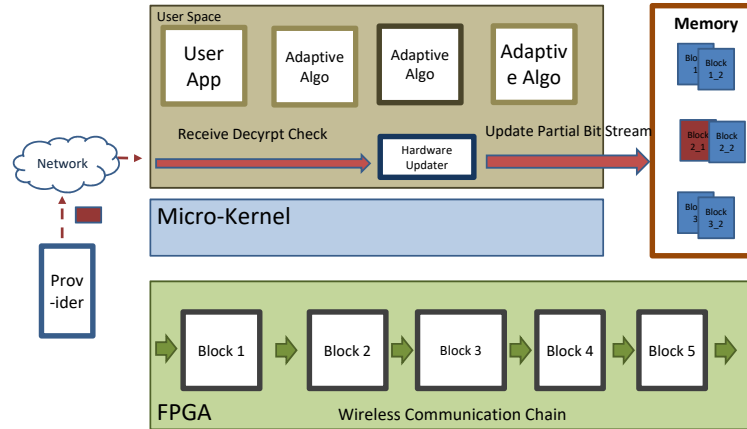 User Space
User
App
Adaptive
Algo
Adaptive
Algo
Adaptiv
e Algo
Receive Decyrpt Check
Hardware
Updater
Update Partial Bit Stream
Memory
Block
1_2
Block
2_1
Block
2_2
Block
3_2
Network
Prov
-ider
Micro-Kernel
Block 1
Block 2
Block 3
Block 4
Block 5
FPGA
Wireless Communication Chain